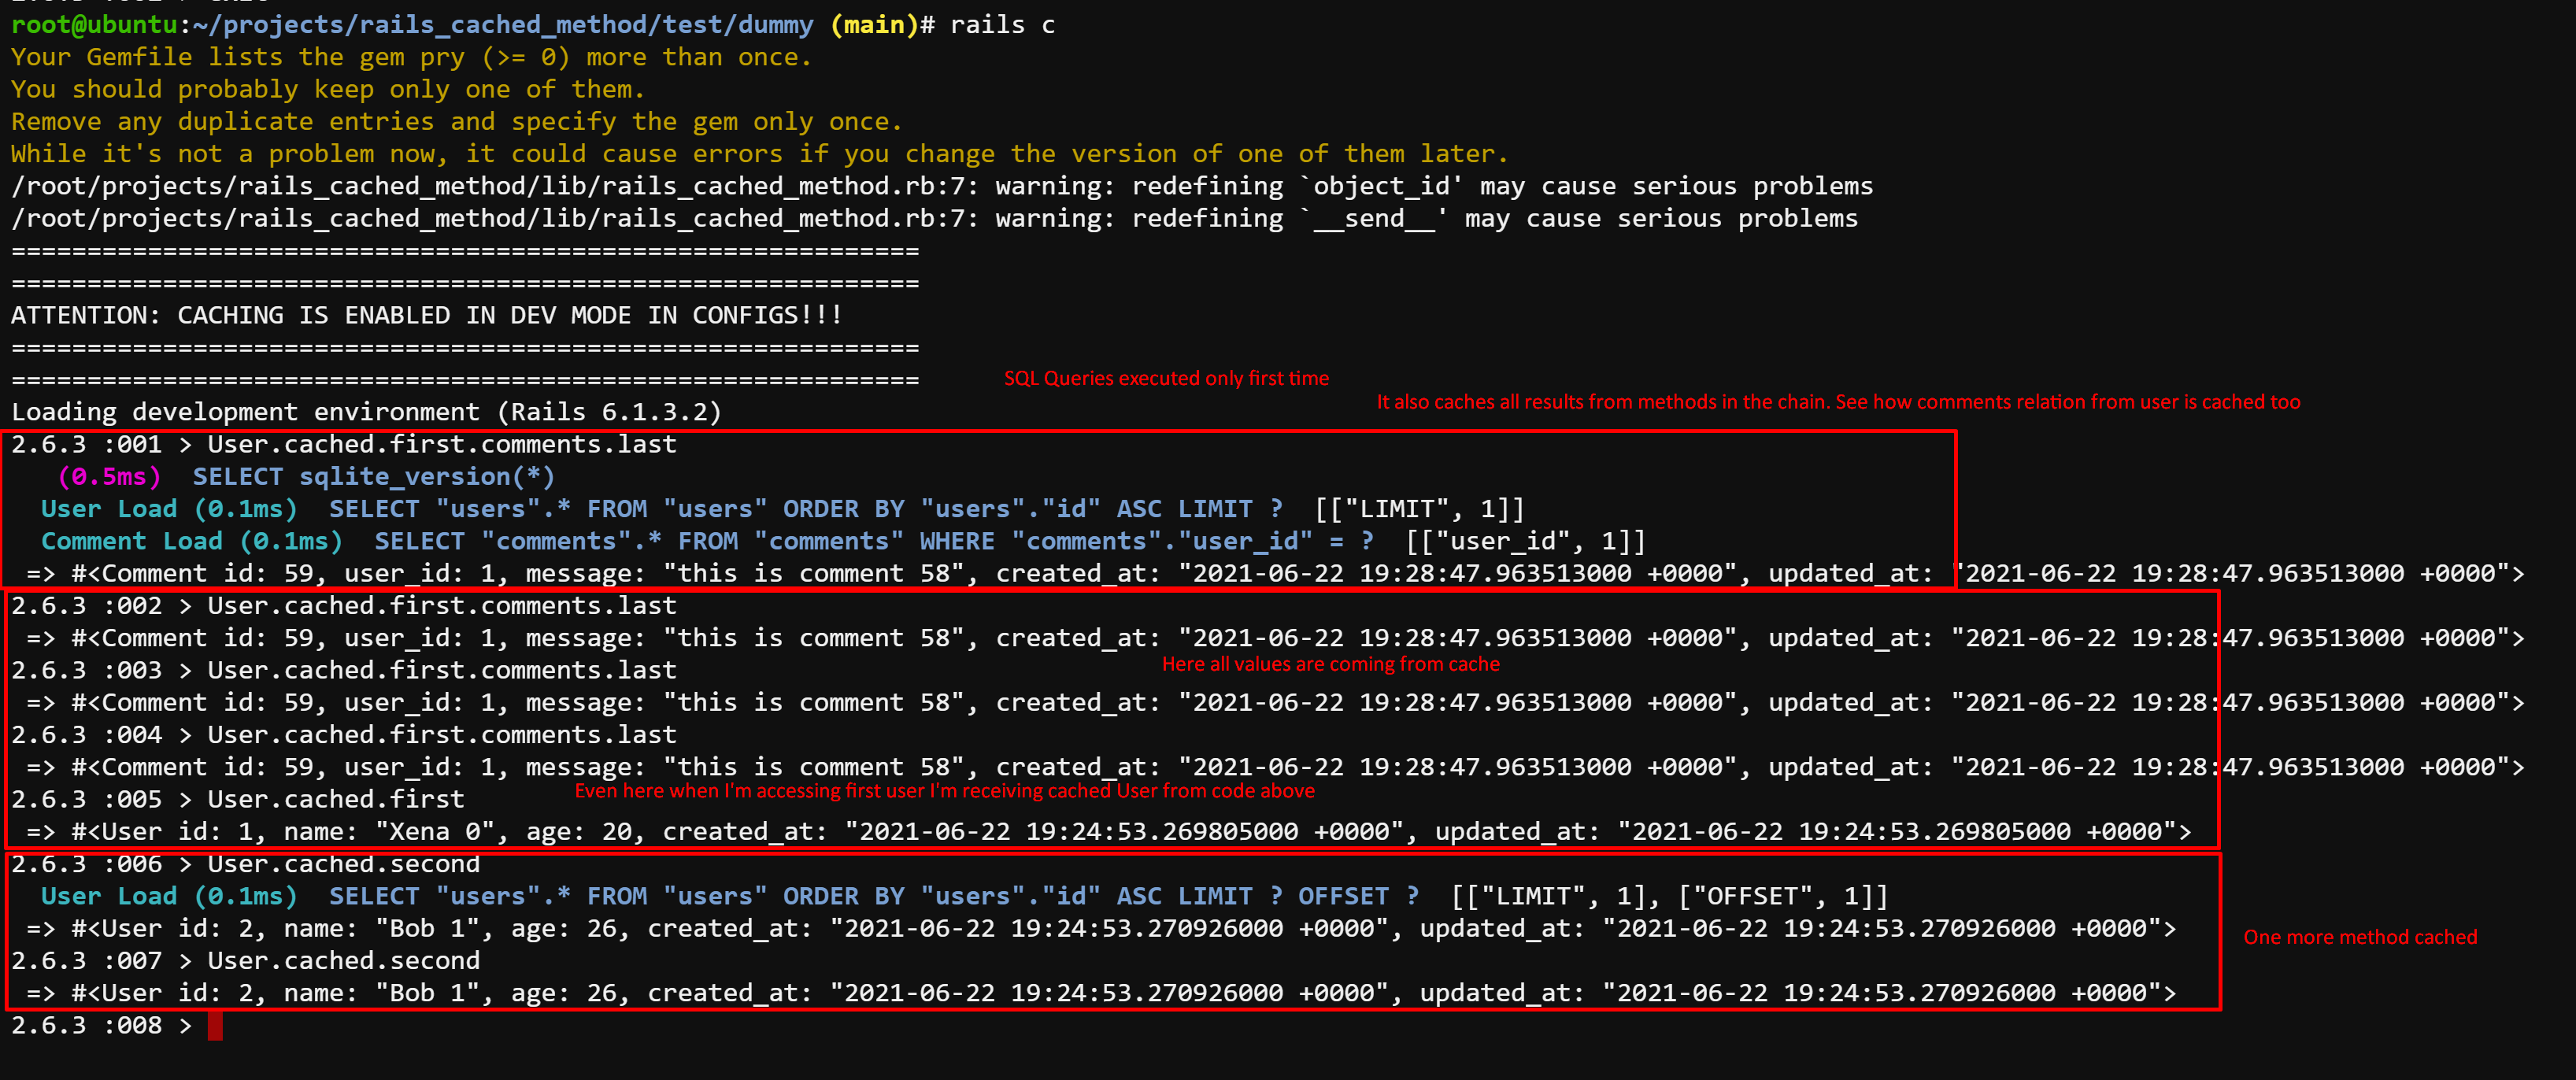 root@ubuntu:~/projects/rails_cached_method/test/dummy (main)# rails c
Your Gemfile lists the gem pry (>= 0) more than once.
You should probably keep only one of them.
Remove any duplicate entries and specify the gem only once.
While it's not a problem now, it could cause errors if you change the version of one of them later.
/root/projects/rails_cached_method/lib/rails_cached_method.rb:7: warning: redefining `object_id' may cause serious problems
/root/projects/rails_cached_method/lib/rails_cached_method.rb:7: warning: redefining `__send__' may cause serious problems
============================================================
============================================================
ATTENTION: CACHING IS ENABLED IN DEV MODE IN CONFIGS!!!
============================================================
============================================================
SQL Queries executed only first time
It also caches all results from methods in the chain. See how comments relation from user is cached too
Loading development environment (Rails 6.1.3.2)
2.6.3 :001 > User.cached.first.comments.last
(0.5ms)  SELECT sqlite_version(*)
User Load (0.1ms)  SELECT "users".* FROM "users" ORDER BY "users"."id" ASC LIMIT ?  [["LIMIT", 1]]
Comment Load (0.1ms)  SELECT "comments".* FROM "comments" WHERE "comments"."user_id" = ?  [["user_id", 1]]
=> #<Comment id: 59, user_id: 1, message: "this is comment 58", created_at: "2021-06-22 19:28:47.963513000 +0000", updated_at: "2021-06-22 19:28:47.963513000 +0000">
2.6.3 :002 > User.cached.first.comments.last
=> #<Comment id: 59, user_id: 1, message: "this is comment 58", created_at: "2021-06-22 19:28:47.963513000 +0000", updated_at: "2021-06-22 19:28:47.963513000 +0000">
2.6.3 :003 > User.cached.first.comments.last
Here all values are coming from cache
=> #<Comment id: 59, user_id: 1, message: "this is comment 58", created_at: "2021-06-22 19:28:47.963513000 +0000", updated_at: "2021-06-22 19:28:47.963513000 +0000">
2.6.3 :004 > User.cached.first.comments.last
=> #<Comment id: 59, user_id: 1, message: "this is comment 58", created_at: "2021-06-22 19:28:47.963513000 +0000", updated_at: "2021-06-22 19:28:47.963513000 +0000">
2.6.3 :005 > User.cached.first
Even here when I'm accessing first user I'm receiving cached User from code above
=> #<User id: 1, name: "Xena 0", age: 20, created_at: "2021-06-22 19:24:53.269805000 +0000", updated_at: "2021-06-22 19:24:53.269805000 +0000">
2.6.3 :006 > User.cached.second
User Load (0.1ms)  SELECT "users".* FROM "users" ORDER BY "users"."id" ASC LIMIT ? OFFSET ?  [["LIMIT", 1], ["OFFSET", 1]]
=> #<User id: 2, name: "Bob 1", age: 26, created_at: "2021-06-22 19:24:53.270926000 +0000", updated_at: "2021-06-22 19:24:53.270926000 +0000">
One more method cached
2.6.3 :007 > User.cached.second
=> #<User id: 2, name: "Bob 1", age: 26, created_at: "2021-06-22 19:24:53.270926000 +0000", updated_at: "2021-06-22 19:24:53.270926000 +0000">
2.6.3 :008 >